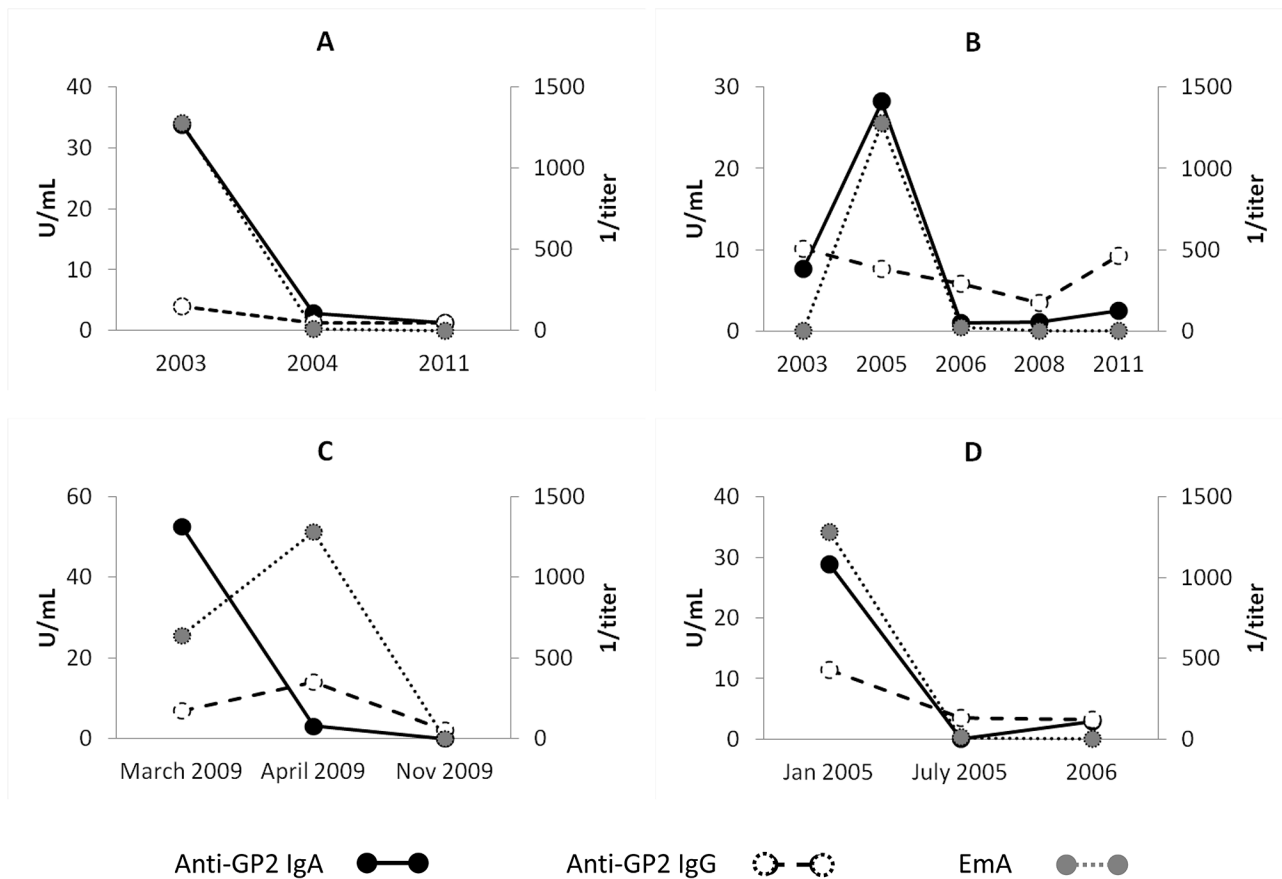 A
40
30
20
10
0
U/mL
1500
1000
500
0
1/titer
2003 2004 2011
B
30
20
10
0
U/mL
1500
1000
500
0
1/titer
2003 2005 2006 2008 2011
C
60
40
20
0
U/mL
1500
1000
500
0
1/titer
March 2009 April 2009 Nov 2009
D
40
30
20
10
0
U/mL
1500
1000
500
0
1/titer
Jan 2005 July 2005 2006
Anti-GP2 IgA Anti-GP2 IgG EmA